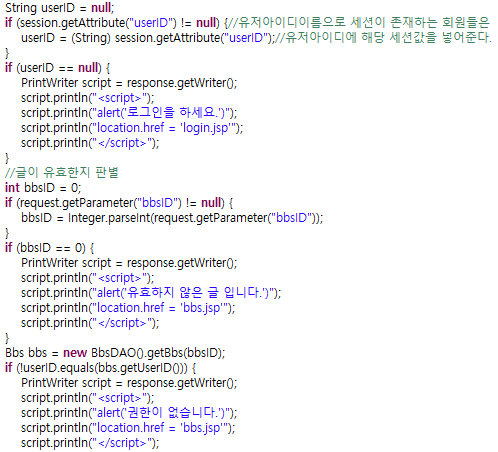 String userID = null;
if (session.getAttribute("userID") != null) {//유저아이디이름으로 세션이 존재하는 회원들은
userID = (String) session.getAttribute("userID");//유저아이디에 해당 세션값을 넣어준다.
}
if (userID == null) {
PrintWriter script = response.getWriter();
script.println("<script>");
script.println("alert('로그인을 하세요.')");
script.println("location.href = 'login.jsp'");
script.println("</script>");
}
//글이 유효한지 판별
int bbsID = 0;
if (request.getParameter("bbsID") != null) {
bbsID = Integer.parseInt(request.getParameter("bbsID"));
}
if (bbsID == 0) {
PrintWriter script = response.getWriter();
script.println("<script>");
script.println("alert('유효하지 않은 글 입니다.')");
script.println("location.href = 'bbs.jsp'");
script.println("</script>");
}
Bbs bbs = new BbsDAO().getBbs(bbsID);
if (!userID.equals(bbs.getUserID())) {
PrintWriter script = response.getWriter();
script.println("<script>");
script.println("alert('권한이 없습니다.')");
script.println("location.href = 'bbs.jsp'");
script.println("</script>");